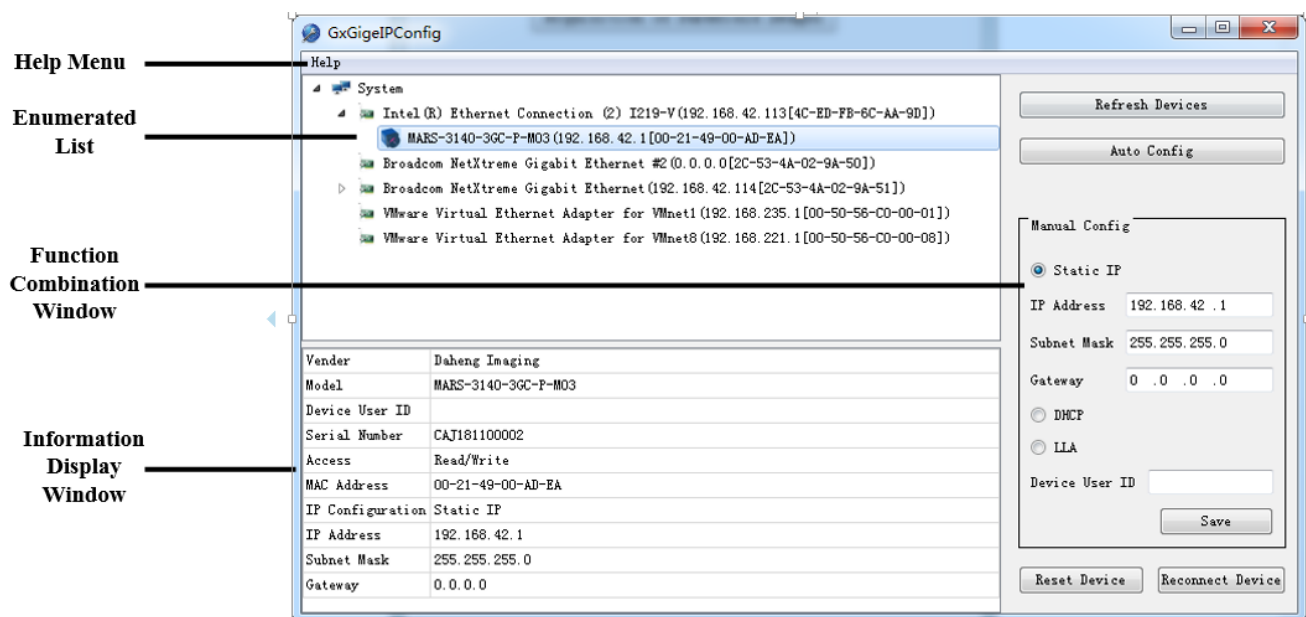 GxGigeIPConfig
Help Menu
Help
System
Intel(R) Ethernet Connection (2) I219-V(192.168.42.113[4C-ED-FB-6C-AA-9D])
Enumerated
List
MARS-3140-3GC-P-M03(192.168.42.1[00-21-49-00-AD-EA])
Broadcom NetXtreme Gigabit Ethernet #2(0.0.0.0[2C-53-4A-02-9A-50])
Broadcom NetXtreme Gigabit Ethernet(192.168.42.114[2C-53-4A-02-9A-51])
VMware Virtual Ethernet Adapter for VMnet1(192.168.235.1[00-50-56-C0-00-01])
VMware Virtual Ethernet Adapter for VMnet8(192.168.221.1[00-50-56-C0-00-08])
Refresh Devices
Auto Config
Function
Combination
Window
Manual Config
Static IP
IP Address 192.168.42 .1
Subnet Mask 255.255.255.0
Gateway 0 .0 .0 .0
DHCP
LLA
Device User ID
Save
Reset Device Reconnect Device
Information
Display
Window
Vender Daheng Imaging
Model MARS-3140-3GC-P-M03
Device User ID
Serial Number CAJ181100002
Access Read/Write
MAC Address 00-21-49-00-AD-EA
IP Configuration Static IP
IP Address 192.168.42.1
Subnet Mask 255.255.255.0
Gateway 0.0.0.0